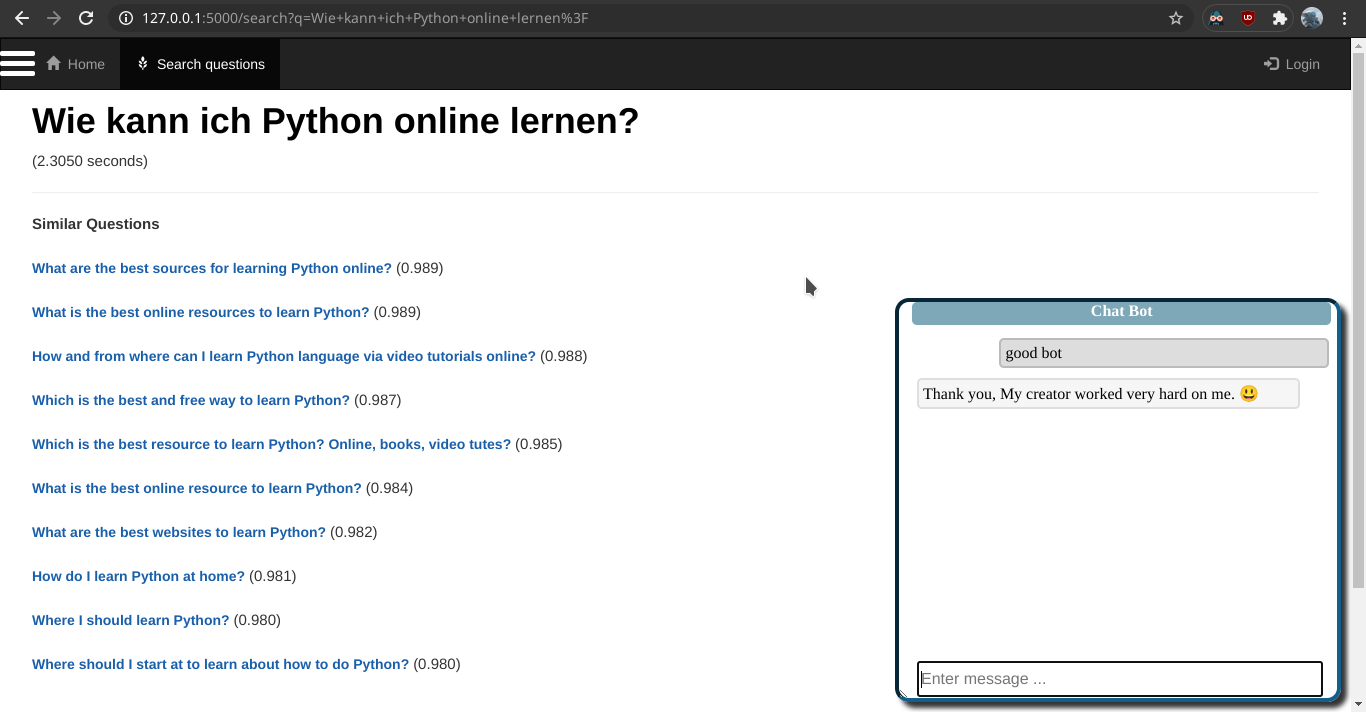 127.0.0.1:5000/search?q=Wie+kann+ich+Python+online+lernen%3F
Home Search questions Login
Wie kann ich Python online lernen?
(2.3050 seconds)
Similar Questions
What are the best sources for learning Python online? (0.989)
What is the best online resources to learn Python? (0.989)
How and from where can I learn Python language via video tutorials online? (0.988)
Which is the best and free way to learn Python? (0.987)
Which is the best resource to learn Python? Online, books, video tutes? (0.985)
What is the best online resource to learn Python? (0.984)
What are the best websites to learn Python? (0.982)
How do I learn Python at home? (0.981)
Where I should learn Python? (0.980)
Where should I start at to learn about how to do Python? (0.980)
Chat Bot
good bot
Thank you, My creator worked very hard on me. 😃
Enter message ...